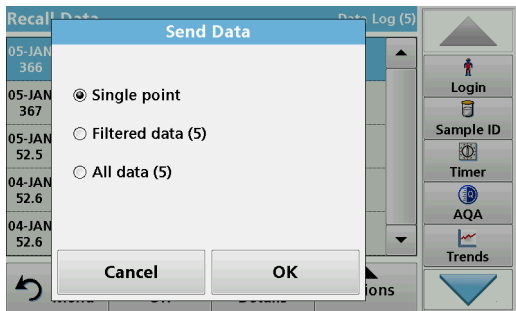 Recall Data
Data Log (5)
Send Data
05-JAN
366
05-JAN
367
05-JAN
52.5
04-JAN
52.6
04-JAN
52.6
Single point
Filtered data (5)
All data (5)
Cancel
OK
Login
Sample ID
Timer
AQA
Trends